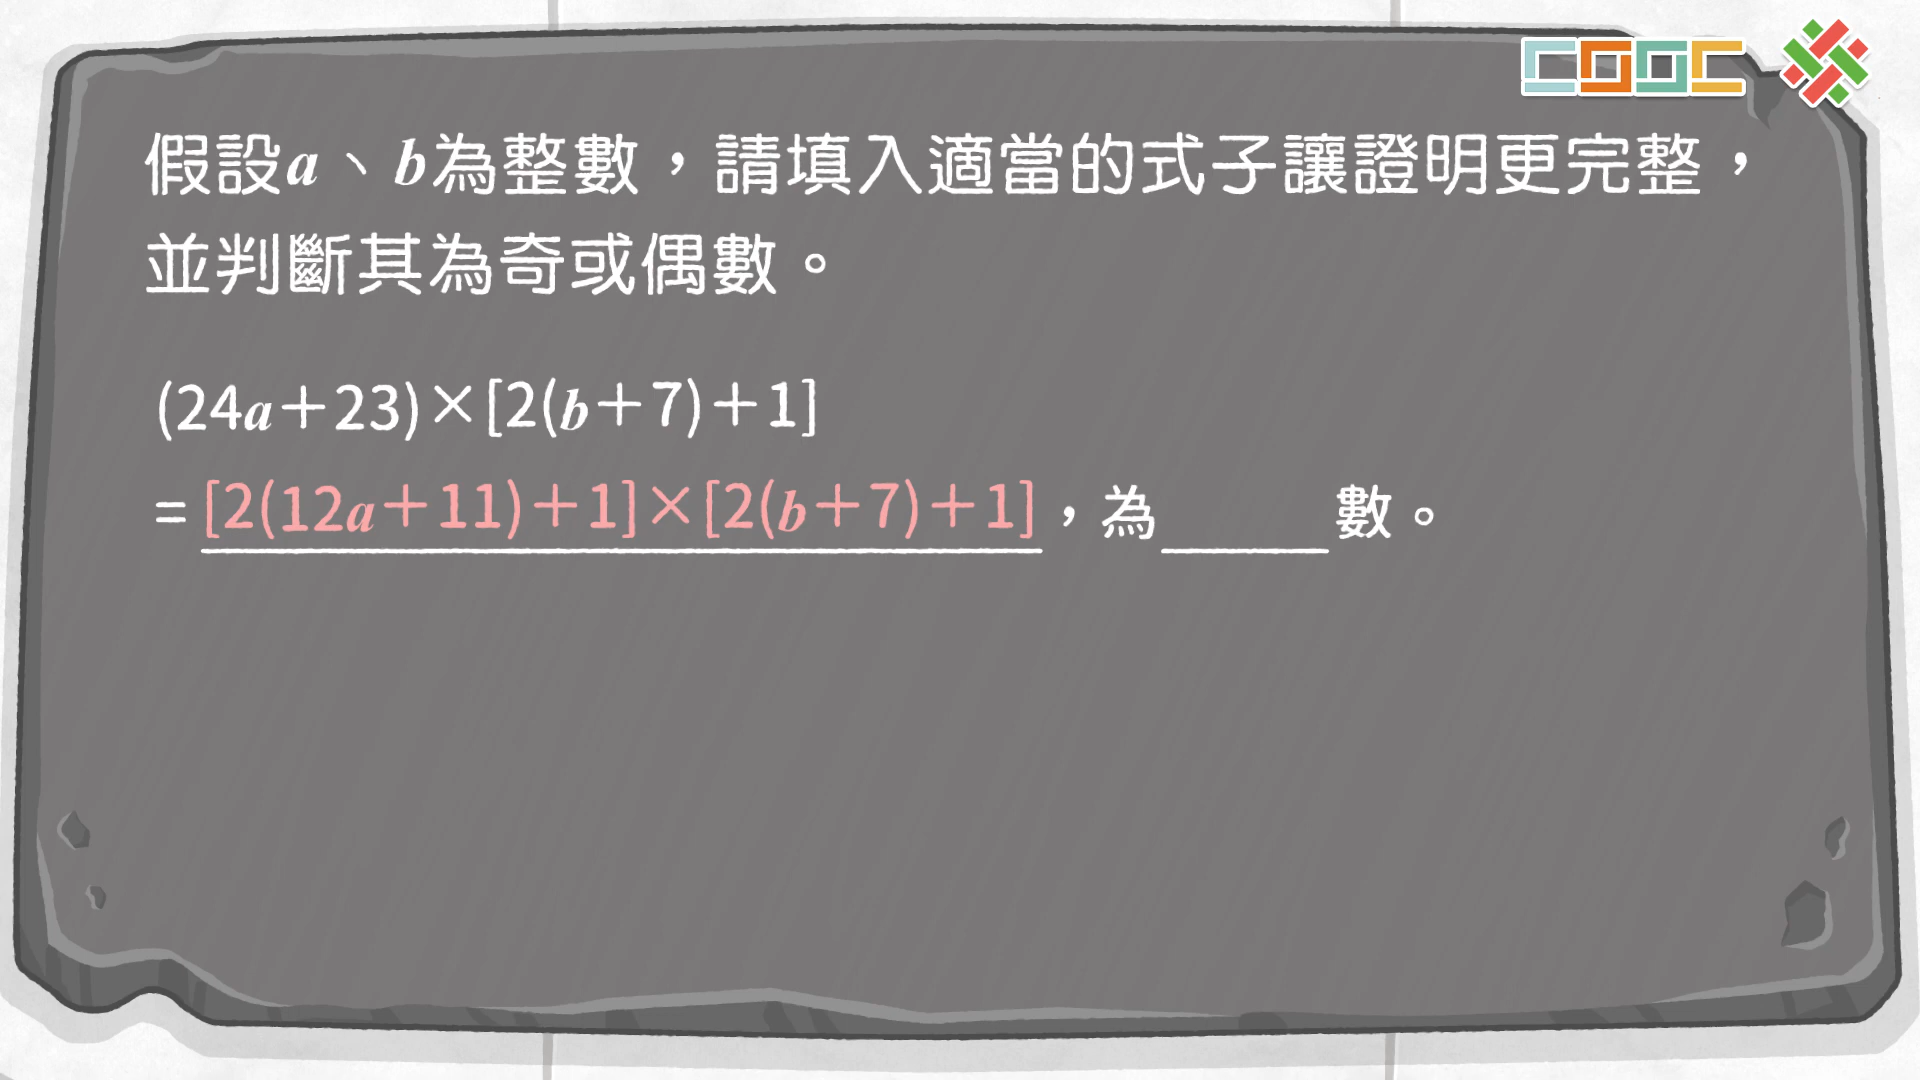 COOC
假設a、b為整數，請填入適當的式子讓證明更完整，
並判斷其為奇或偶數。
(24a+23)×[2(b+7)+1]
=[2(12a+11)+1]×[2(b+7)+1]，為______數。